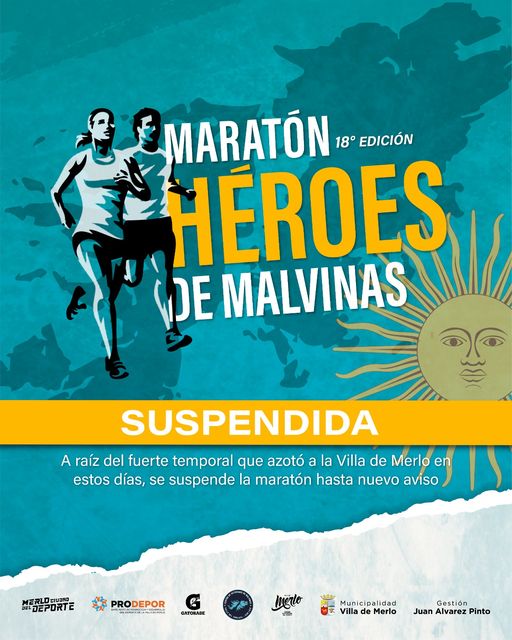 MARATÓN
18° EDICIÓN
HÉROES
DE MALVINAS
SUSPENDIDA
A raíz del fuerte temporal que azotó a la Villa de Merlo en
estos días, se suspende la maratón hasta nuevo aviso
MERLO CIUDAD
DEL DEPORTE
PRODEPOR
G
GATORADE
Merlo
Municipalidad
Villa de Merlo
Gestión
Juan Alvarez Pinto